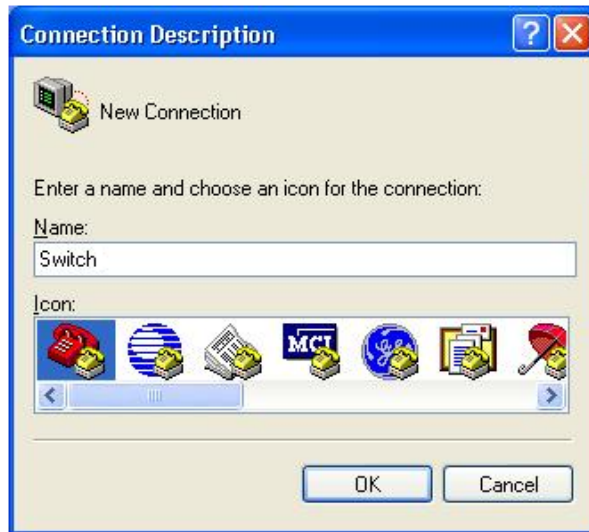 Connection Description
New Connection
Enter a name and choose an icon for the connection:
Name:
Switch
Icon:
MCI
OK Cancel